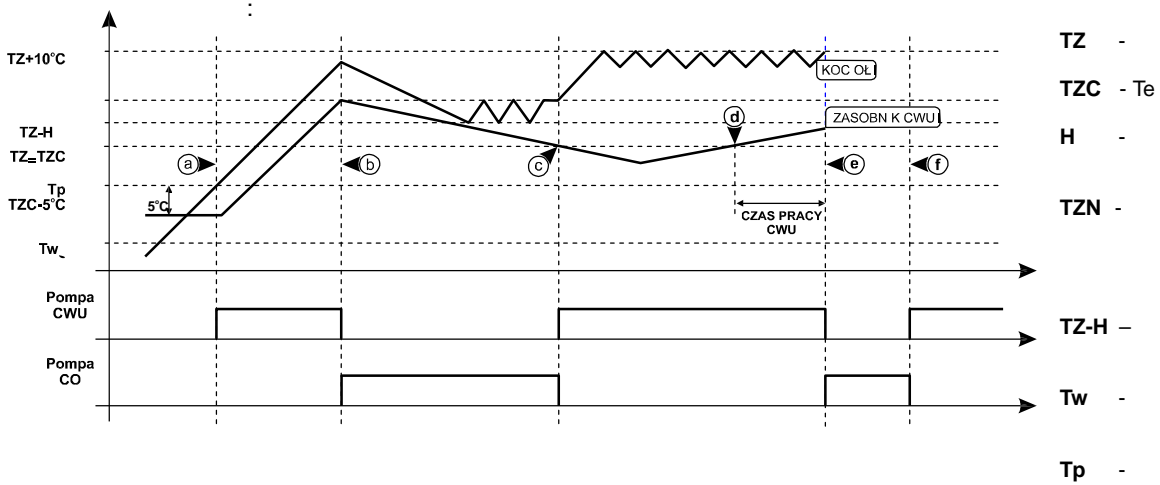 :
TZ+10°C
TZ-H
TZ=TZC
Tp
TZC-5°C
Tw
5°C
a
b
c
d
e
f
KOC OŁ
ZASOBN K CWU
CZAS PRACY
CWU
Pompa
CWU
Pompa
CO
TZ -
TZC - Te
H -
TZN -
TZ-H –
Tw -
Tp -